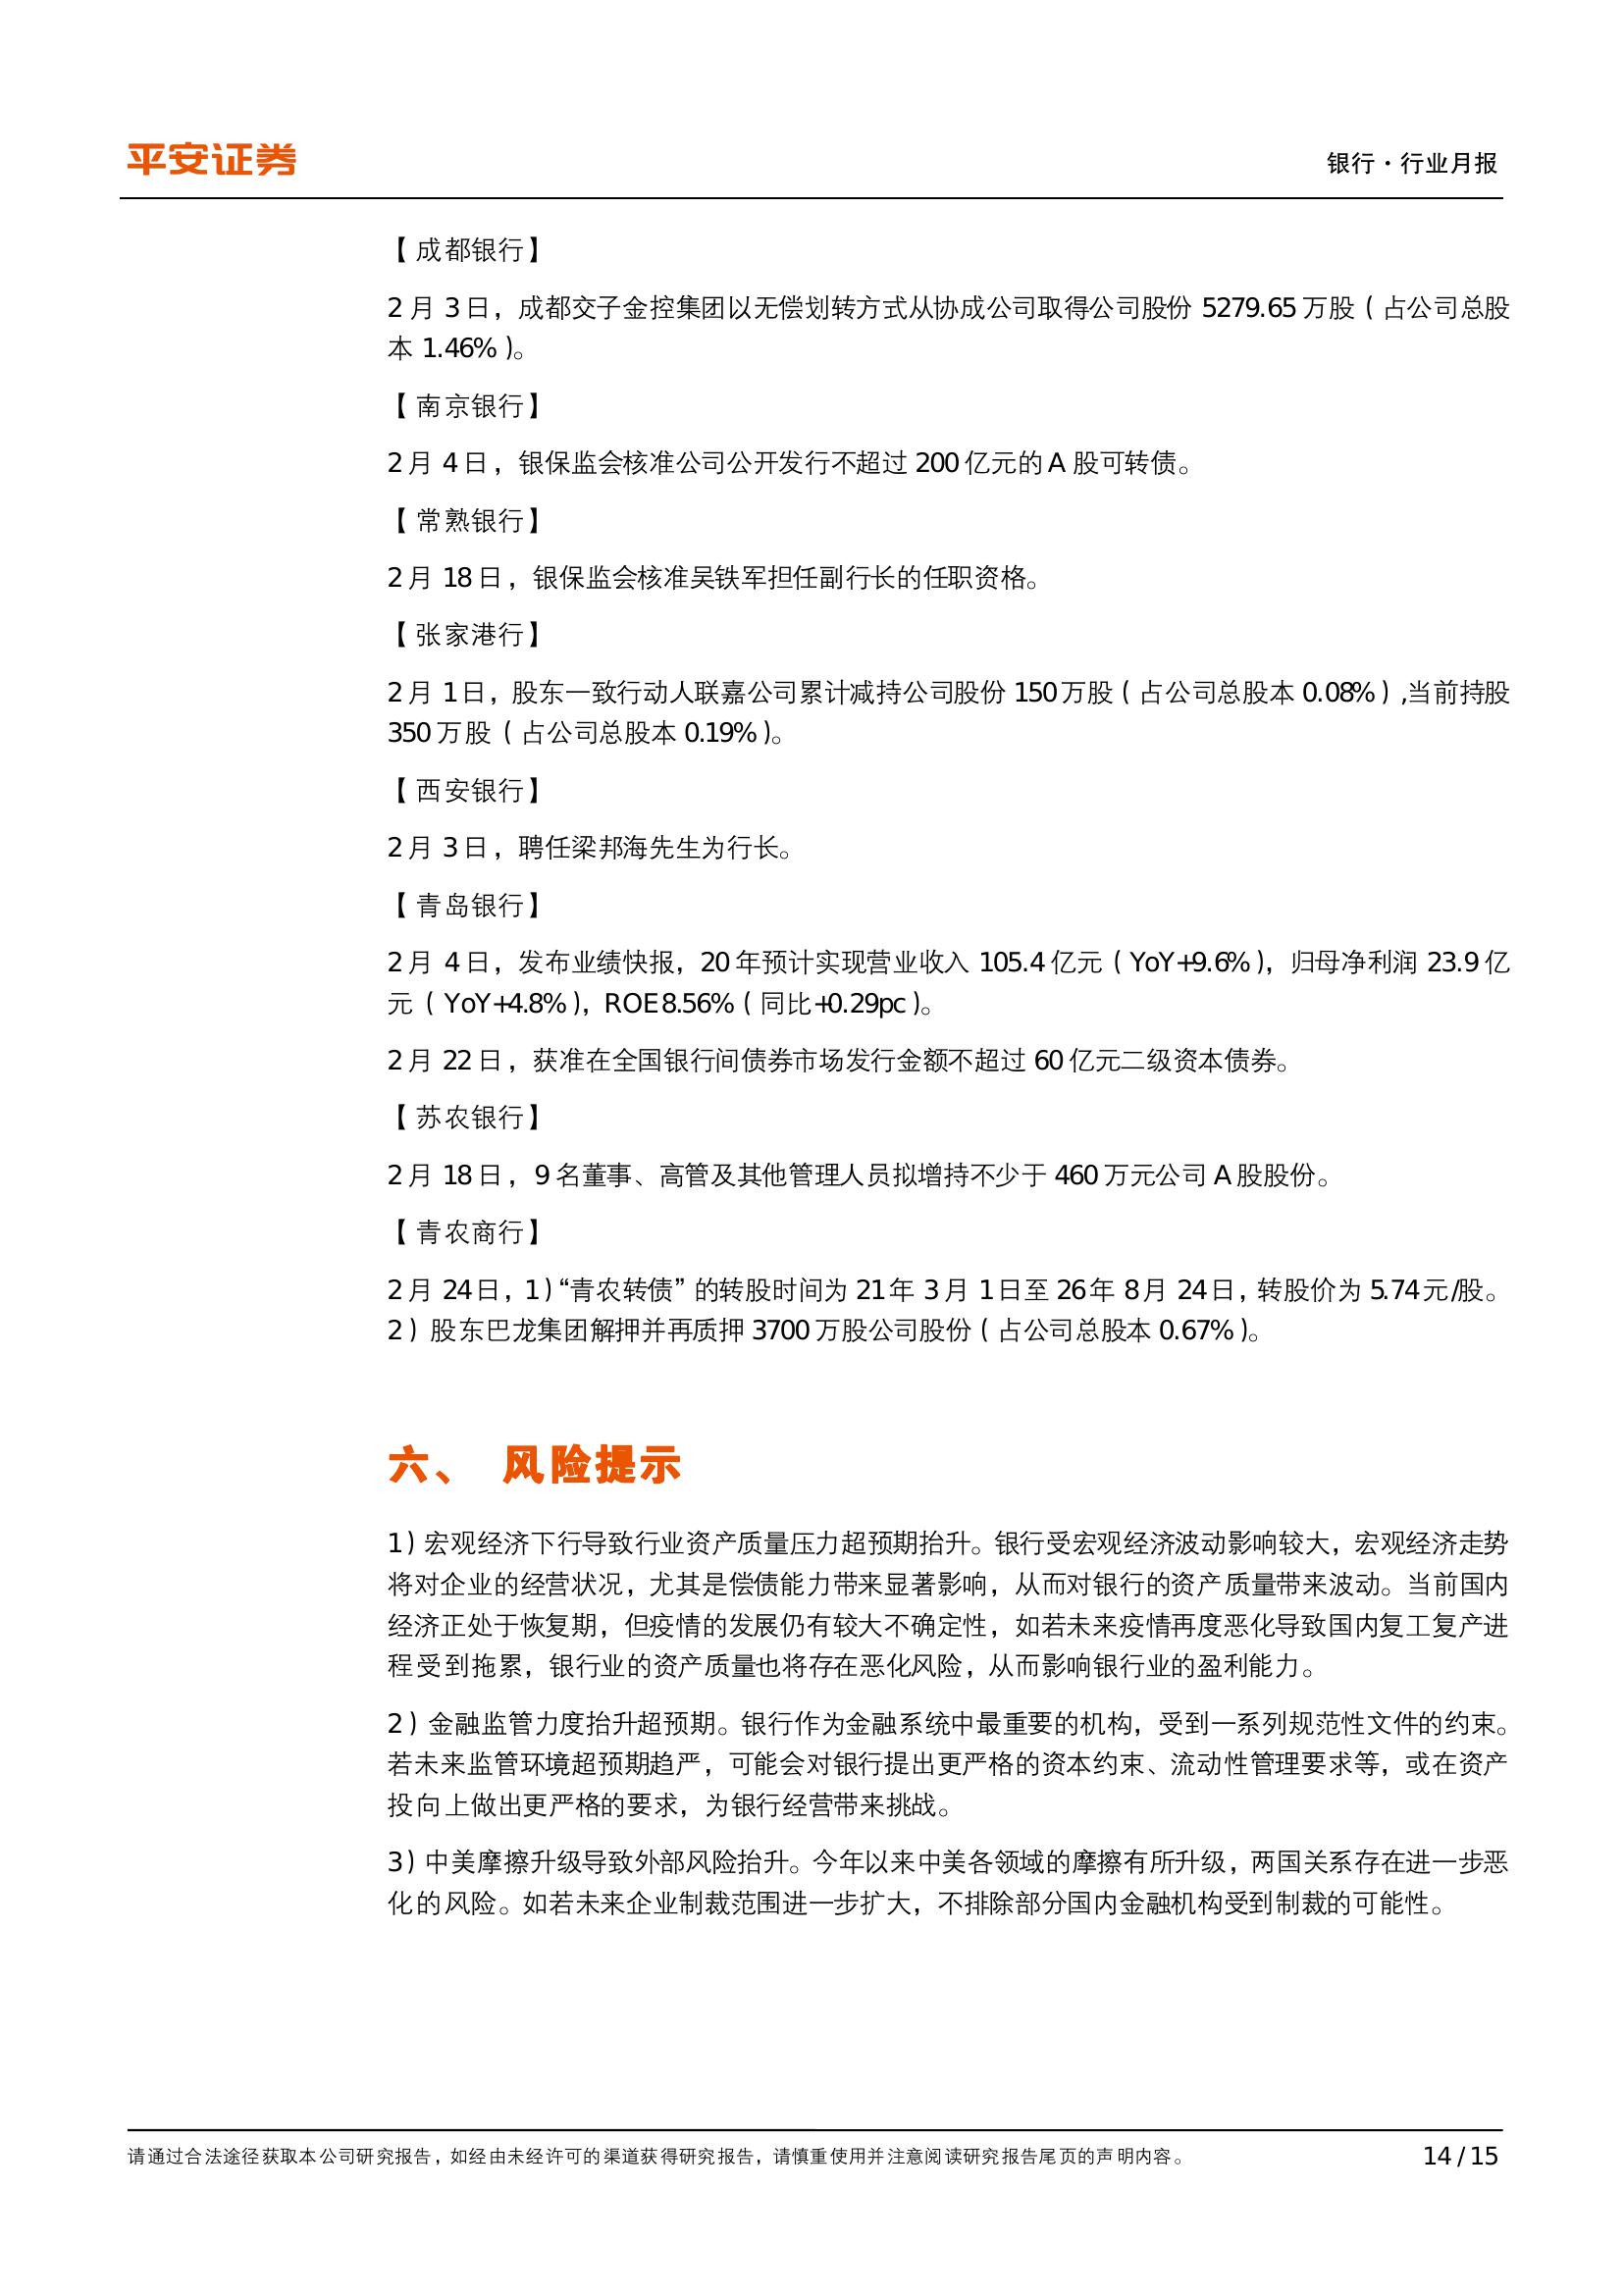 平安证券
银行·行业月报
【成都银行】
2月3日，成都交子金控集团以无偿划转方式从协成公司取得公司股份5279.65万股（占公司总股
本1.46%）。
【南京银行】
2月4日，银保监会核准公司公开发行不超过200亿元的A股可转债。
【常熟银行】
2月18日，银保监会核准吴铁军担任副行长的任职资格。
【张家港行】
2月1日，股东一致行动人联嘉公司累计减持公司股份150万股（占公司总股本0.08%）,当前持股
350万股（占公司总股本0.19%）。
【西安银行】
2月3日，聘任梁邦海先生为行长。
【青岛银行】
2月4日，发布业绩快报，20年预计实现营业收入105.4亿元（YoY+9.6%），归母净利润23.9亿
元（YoY+4.8%），ROE8.56%（同比+0.29pc）。
2月22日，获准在全国银行间债券市场发行金额不超过60亿元二级资本债券。
【苏农银行】
2月18日，9名董事、高管及其他管理人员拟增持不少于460万元公司A股股份。
【青农商行】
2月24日，1）“青农转债”的转股时间为21年3月1日至26年8月24日，转股价为5.74元/股。
2）股东巴龙集团解押并再质押3700万股公司股份（占公司总股本0.67%）。
六、 风险提示
1）宏观经济下行导致行业资产质量压力超预期抬升。银行受宏观经济波动影响较大，宏观经济走势
将对企业的经营状况，尤其是偿债能力带来显著影响，从而对银行的资产质量带来波动。当前国内
经济正处于恢复期，但疫情的发展仍有较大不确定性，如若未来疫情再度恶化导致国内复工复产进
程受到拖累，银行业的资产质量也将存在恶化风险，从而影响银行业的盈利能力。
2）金融监管力度抬升超预期。银行作为金融系统中最重要的机构，受到一系列规范性文件的约束。
若未来监管环境超预期趋严，可能会对银行提出更严格的资本约束、流动性管理要求等，或在资产
投向上做出更严格的要求，为银行经营带来挑战。
3）中美摩擦升级导致外部风险抬升。今年以来中美各领域的摩擦有所升级，两国关系存在进一步恶
化的风险。如若未来企业制裁范围进一步扩大，不排除部分国内金融机构受到制裁的可能性。
请通过合法途径获取本公司研究报告，如经由未经许可的渠道获得研究报告，请慎重使用并注意阅读研究报告尾页的声明内容。
14 / 15